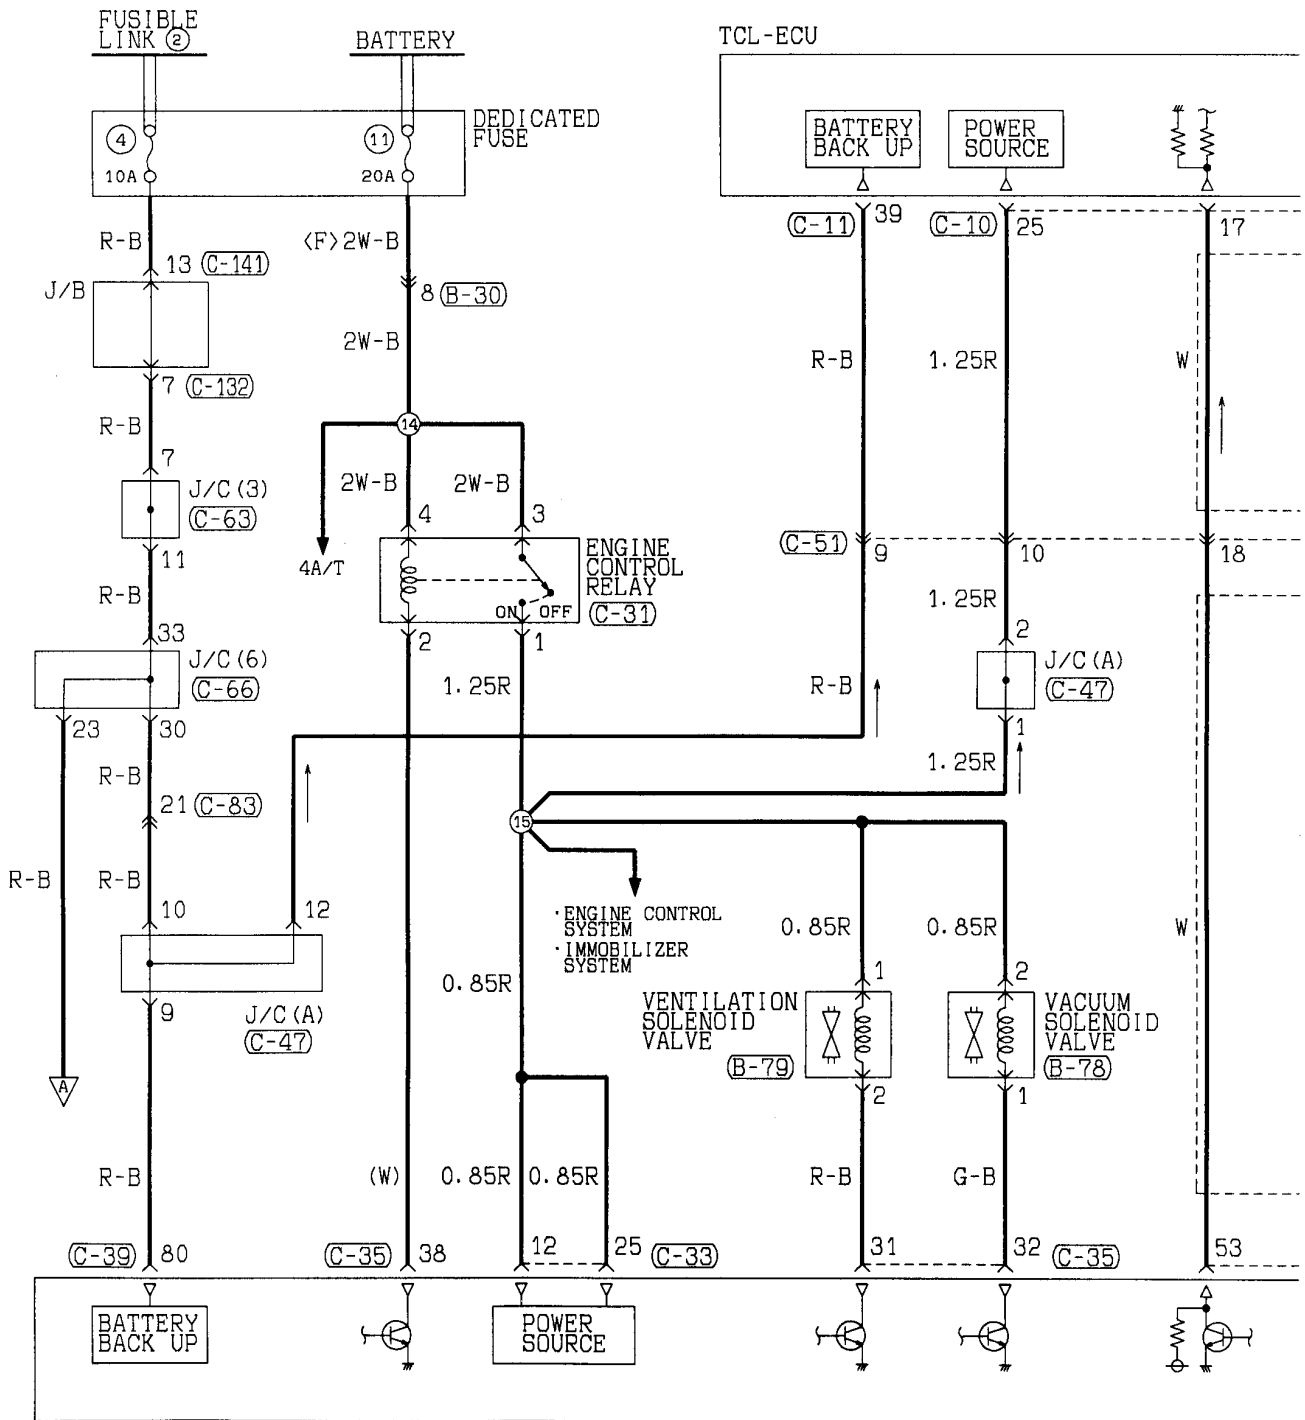 FUSIBLE
LINK ②
BATTERY
TCL-ECU
DEDICATED
FUSE
4
10A
11
20A
BATTERY
BACK UP
POWER
SOURCE
R-B
<F>2W-B
C-11
39
C-10
25
17
13
C-141
J/B
8
B-30
2W-B
R-B
1.25R
W
7
C-132
R-B
14
7
J/C(3)
C-63
2W-B
2W-B
4
3
11
4A/T
ENGINE
CONTROL
RELAY
C-31
ON
OFF
C-51
9
10
18
R-B
1.25R
33
2
1
2
J/C(6)
C-66
1.25R
R-B
J/C(A)
C-47
23
30
1
R-B
1.25R
21
C-83
15
R-B
R-B
10
12
·ENGINE CONTROL
SYSTEM
·IMMOBILIZER
SYSTEM
0.85R
0.85R
W
1
2
0.85R
9
J/C(A)
C-47
VENTILATION
SOLENOID
VALVE
B-79
VACUUM
SOLENOID
VALVE
B-78
A
2
1
R-B
(W)
0.85R
0.85R
R-B
G-B
C-39
80
C-35
38
12
25
C-33
31
32
C-35
53
BATTERY
BACK UP
POWER
SOURCE